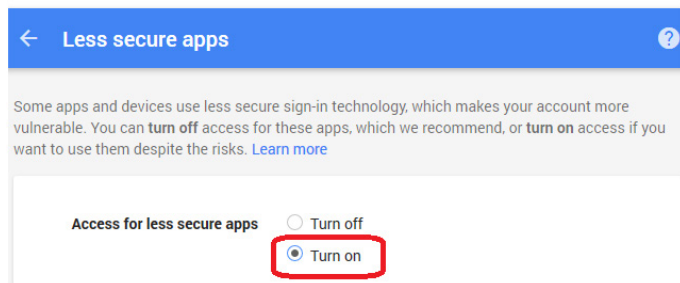 Less secure apps
Some apps and devices use less secure sign-in technology, which makes your account more
vulnerable. You can turn off access for these apps, which we recommend, or turn on access if you
want to use them despite the risks. Learn more
Access for less secure apps
Turn off
Turn on